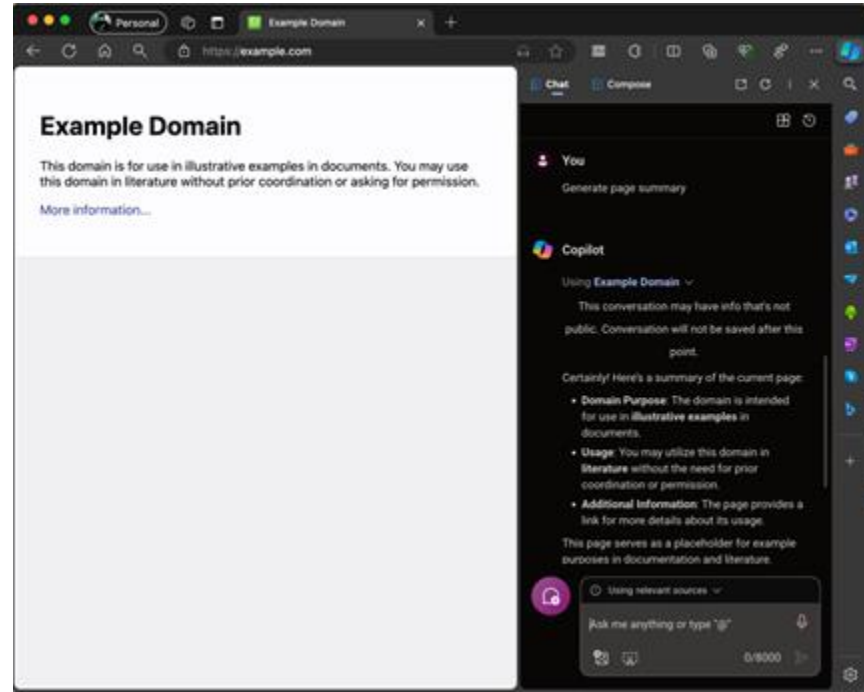 Personal
Example Domain
https://example.com
Example Domain
This domain is for use in illustrative examples in documents. You may use
this domain in literature without prior coordination or asking for permission.
More information...
Chat
Compose
You
Generate page summary
Copilot
Using Example Domain
This conversation may have info that's not
public. Conversation will not be saved after this
point.
Certainly! Here's a summary of the current page:
• Domain Purpose: The domain is intended
for use in illustrative examples in
documents.
• Usage: You may utilize this domain in
literature without the need for prior
coordination or permission.
• Additional Information: The page provides a
link for more details about its usage.
This page serves as a placeholder for example
purposes in documentation and literature.
Using relevant sources
Ask me anything or type "@"
0/8000